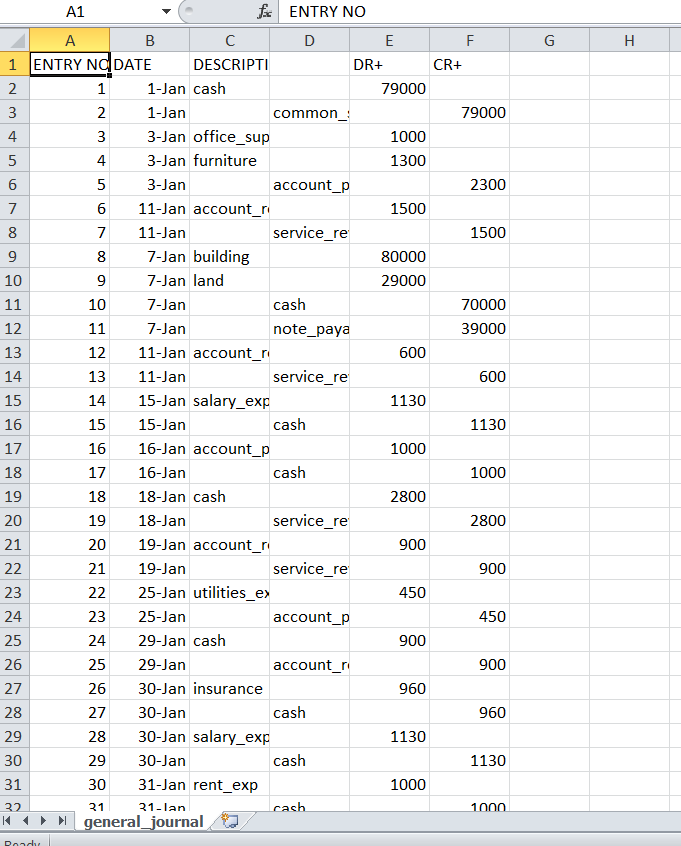 A1 fx ENTRY NO
A B C D E F G H
1 ENTRY NO DATE DESCRIPTI DR+ CR+
2 1 1-Jan cash 79000
3 2 1-Jan common_s 79000
4 3 3-Jan office_sup 1000
5 4 3-Jan furniture 1300
6 5 3-Jan account_p 2300
7 6 11-Jan account_re 1500
8 7 11-Jan service_rev 1500
9 8 7-Jan building 80000
10 9 7-Jan land 29000
11 10 7-Jan cash 70000
12 11 7-Jan note_paya 39000
13 12 11-Jan account_re 600
14 13 11-Jan service_rev 600
15 14 15-Jan salary_exp 1130
16 15 15-Jan cash 1130
17 16 16-Jan account_p 1000
18 17 16-Jan cash 1000
19 18 18-Jan cash 2800
20 19 18-Jan service_rev 2800
21 20 19-Jan account_re 900
22 21 19-Jan service_rev 900
23 22 25-Jan utilities_ex 450
24 23 25-Jan account_p 450
25 24 29-Jan cash 900
26 25 29-Jan account_re 900
27 26 30-Jan insurance 960
28 27 30-Jan cash 960
29 28 30-Jan salary_exp 1130
30 29 30-Jan cash 1130
31 30 31-Jan rent_exp 1000
32 31 31-Jan cash 1000
general_journal
Ready